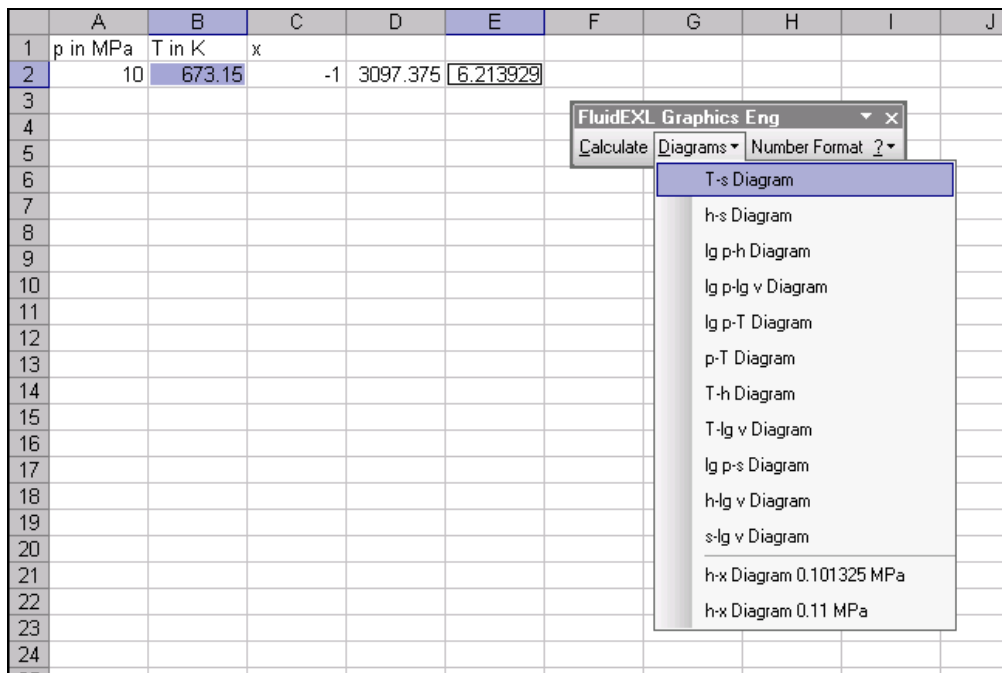 A B C D E F G H I J
1 p in MPa T in K x
2 10 673.15 -1 3097.375 6.213929
3
4
5
6
7
8
9
10
11
12
13
14
15
16
17
18
19
20
21
22
23
24
FluidEXL Graphics Eng
Calculate Diagrams Number Format ?
T-s Diagram
h-s Diagram
lg p-h Diagram
lg p-lg v Diagram
lg p-T Diagram
p-T Diagram
T-h Diagram
T-lg v Diagram
lg p-s Diagram
h-lg v Diagram
s-lg v Diagram
h-x Diagram 0.101325 MPa
h-x Diagram 0.11 MPa